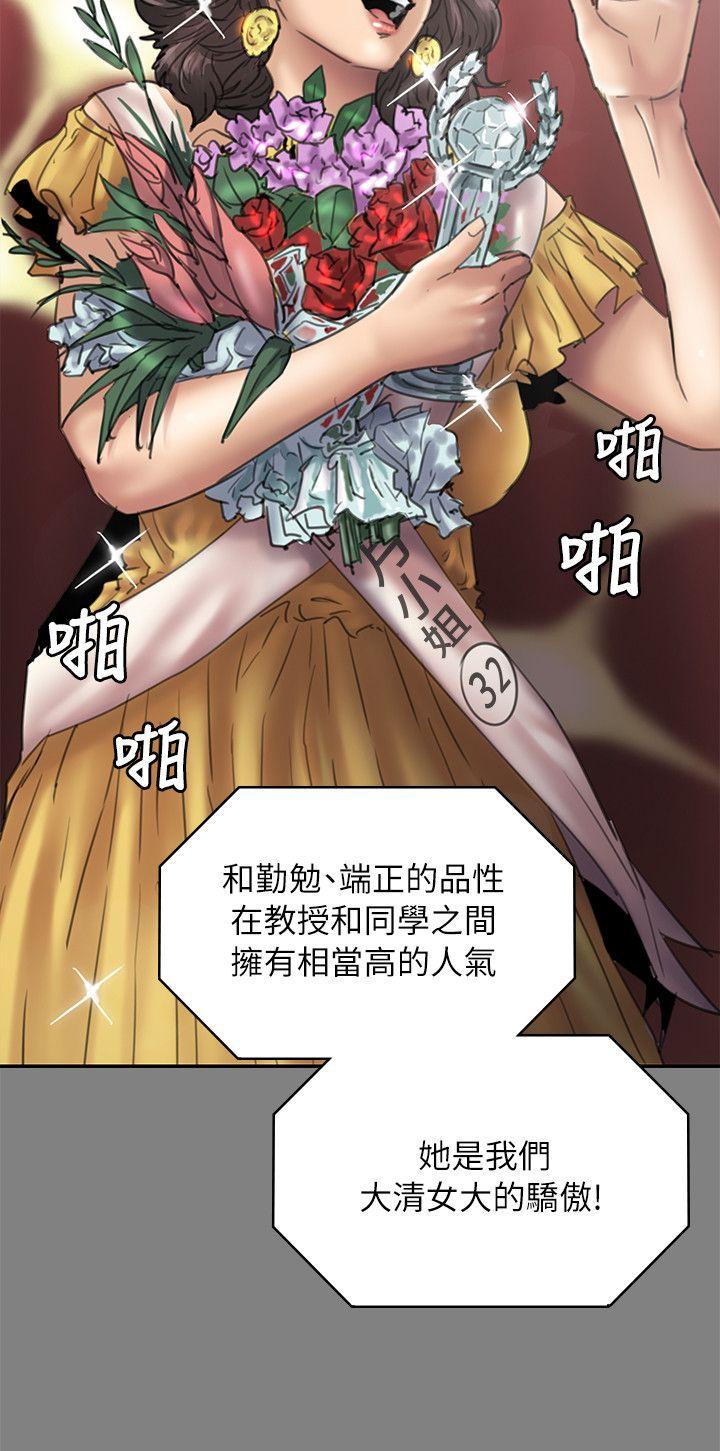 啪
啪
啪
啪
月小姐
32
和勤勉、端正的品性
在教授和同學之間
擁有相當高的人氣
她是我們
大清女大的驕傲!